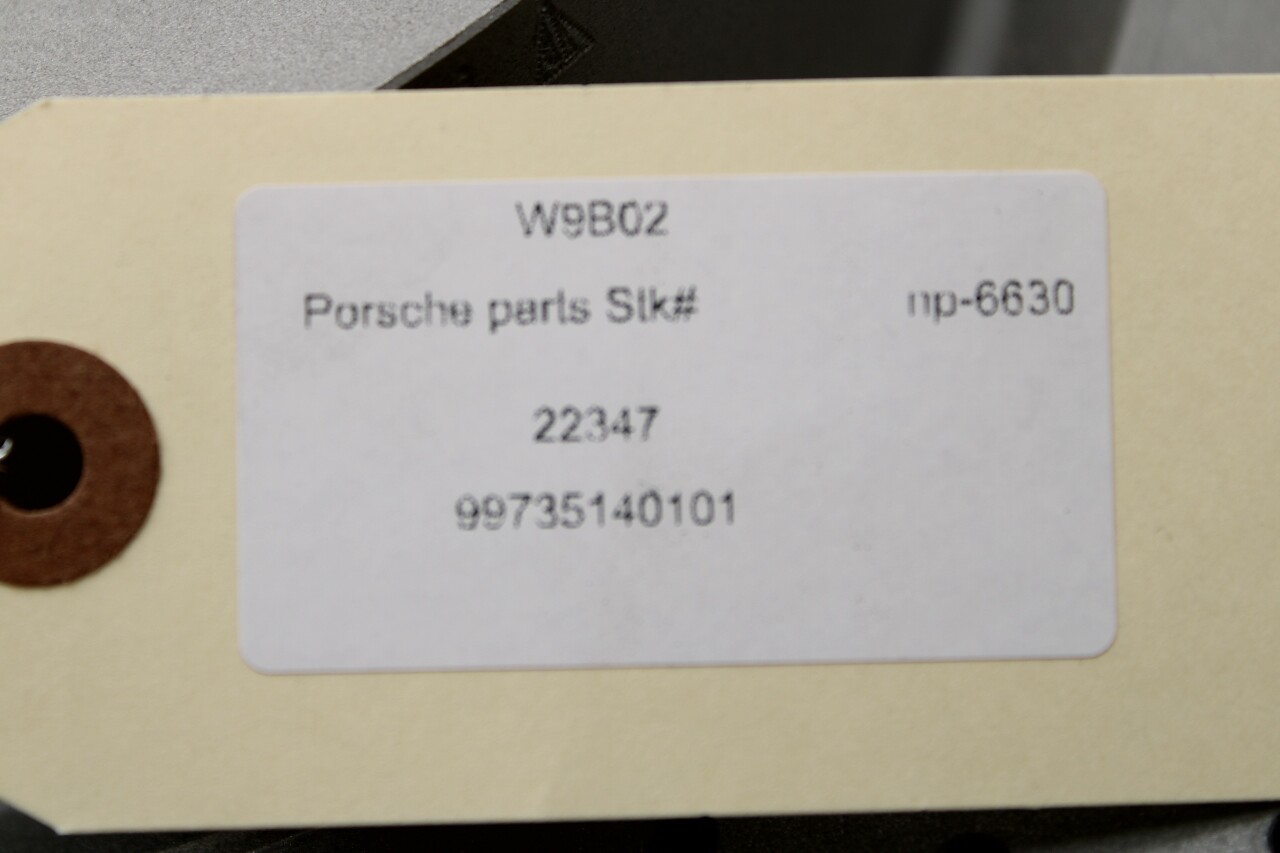 W9B02
Porsche parts Stk# np-6630
22347
99735140101